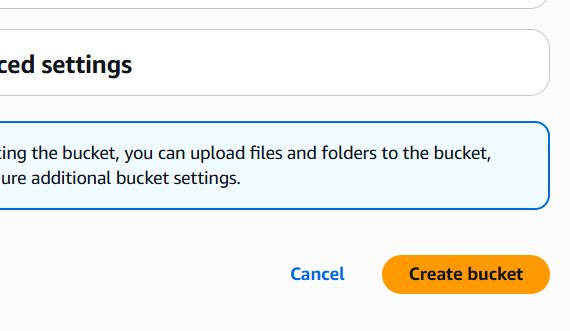 ced settings
ting the bucket, you can upload files and folders to the bucket,
ure additional bucket settings.
Cancel
Create bucket